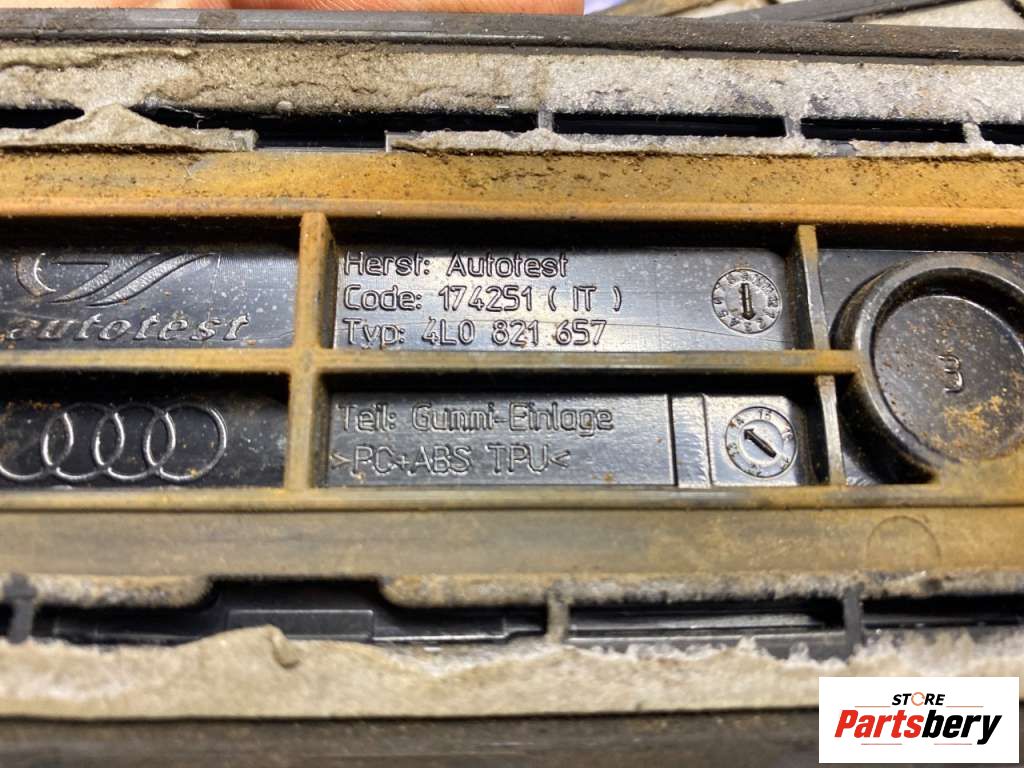 autotest
Herst: Autotest
Code: 174251 ( IT )
Typ: 4L0 821 657
Teil: Gummi-Einlage
>PC+ABS TPU<
3
STORE
Partsbery